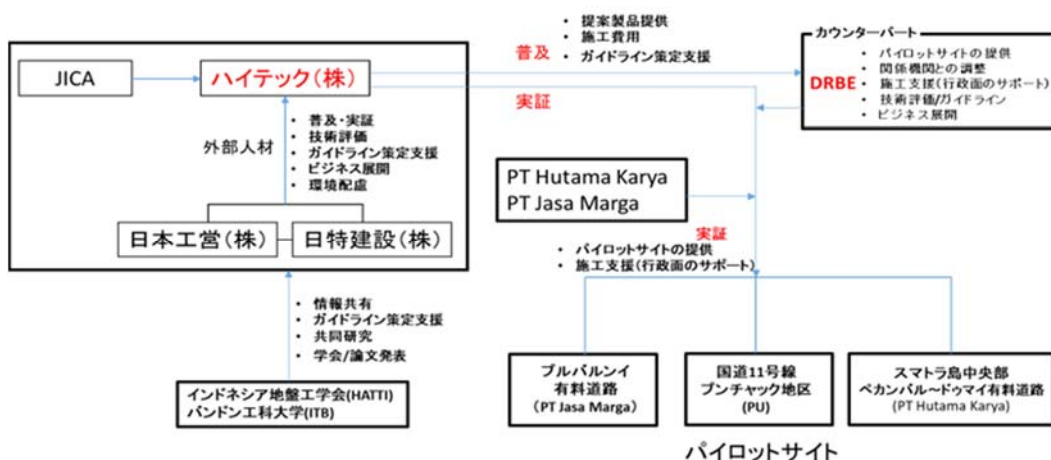 JICA
ハイテック(株)
外部人材
• 普及・実証
• 技術評価
• ガイドライン策定支援
• ビジネス展開
• 環境配慮
日本工営(株)
日特建設(株)
• 情報共有
• ガイドライン策定支援
• 共同研究
• 学会/論文発表
インドネシア地盤工学会(HATTI)
バンドン工科大学(ITB)
普及
• 提案製品提供
• 施工費用
• ガイドライン策定支援
実証
カウンターパート
DRBE
• パイロットサイトの提供
• 関係機関との調整
• 施工支援(行政面のサポート)
• 技術評価/ガイドライン
• ビジネス展開
PT Hutama Karya
PT Jasa Marga
実証
• パイロットサイトの提供
• 施工支援(行政面のサポート)
プルバルンイ
有料道路
(PT Jasa Marga)
国道11号線
プンチャック地区
(PU)
スマトラ島中央部
ペカンバル～ドゥマイ有料道路
(PT Hutama Karya)
パイロットサイト